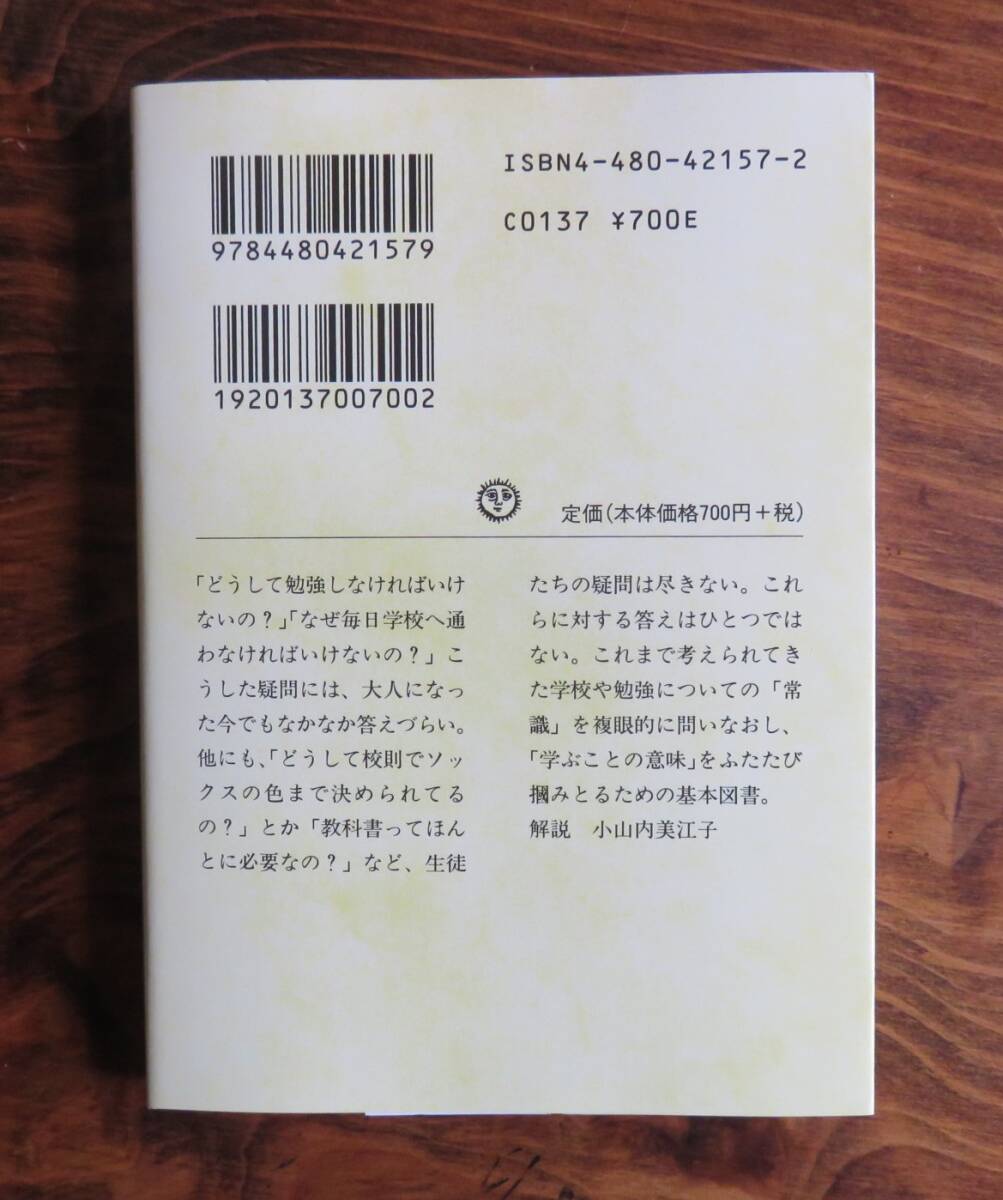 ISBN4-480-42157-2
C0137 ¥700E
9784480421579
1920137007002
定価(本体価格700円+税)
「どうして勉強しなければいけ
ないの？」「なぜ毎日学校へ通
わなければいけないの？」こ
うした疑問には、大人になっ
た今でもなかなか答えづらい。
他にも、「どうして校則でソッ
クスの色まで決められてる
の？」とか「教科書ってほん
とに必要なの？」など、生徒
たちの疑問は尽きない。これ
らに対する答えはひとつでは
ない。これまで考えられてき
た学校や勉強についての「常
識」を複眼的に問いなおし、
「学ぶことの意味」をふたたび
摑みとるための基本図書。
解説　小山内美江子